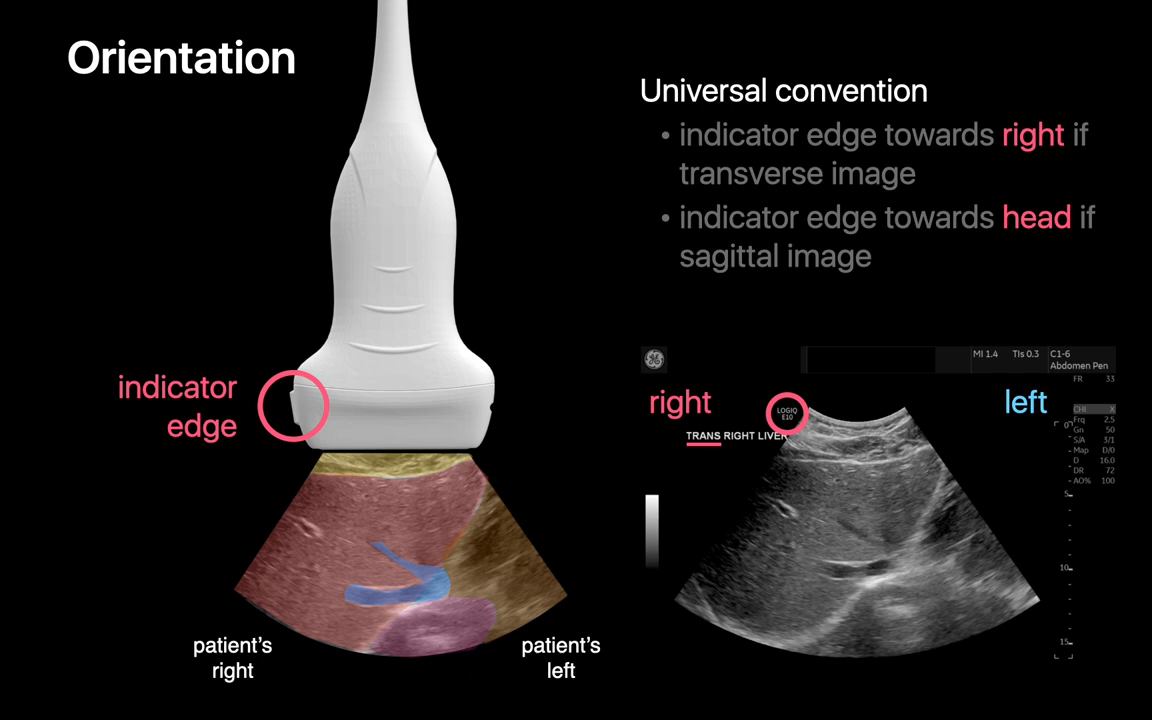 Orientation
Universal convention
• indicator edge towards right if
transverse image
• indicator edge towards head if
sagittal image
indicator
edge
patient's
right
patient's
left
MI 1.4 TIs 0.3 C1-6
Abdomen Pen
FR 33
right
left
LOGIQ
E10
TRANS RIGHT LIVER
CHI X
Frq 2.5
Gn 50
S/A 3/1
Map D/0
D 16.0
DR 72
AO% 100
0
5
10
15